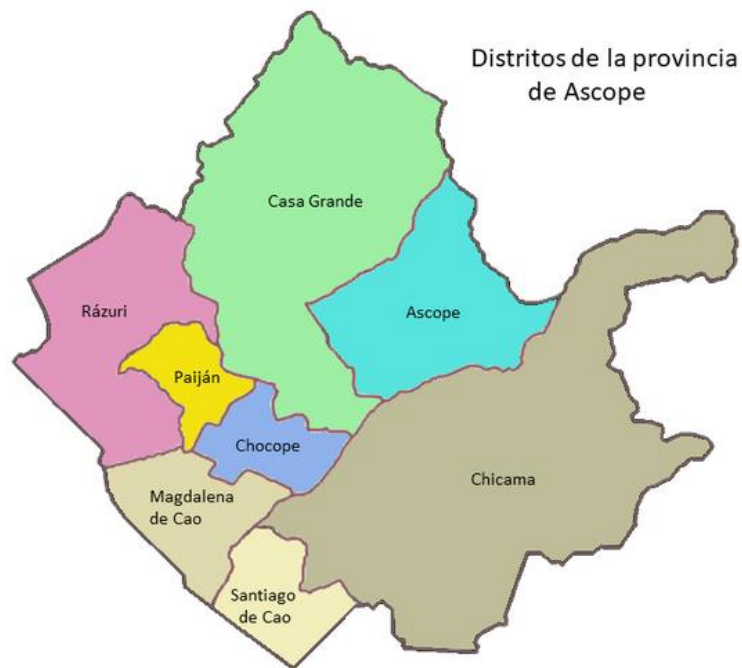 Distritos de la provincia
de Ascope
Casa Grande
Rázuri
Ascope
Paiján
Chocope
Chicama
Magdalena
de Cao
Santiago
de Cao